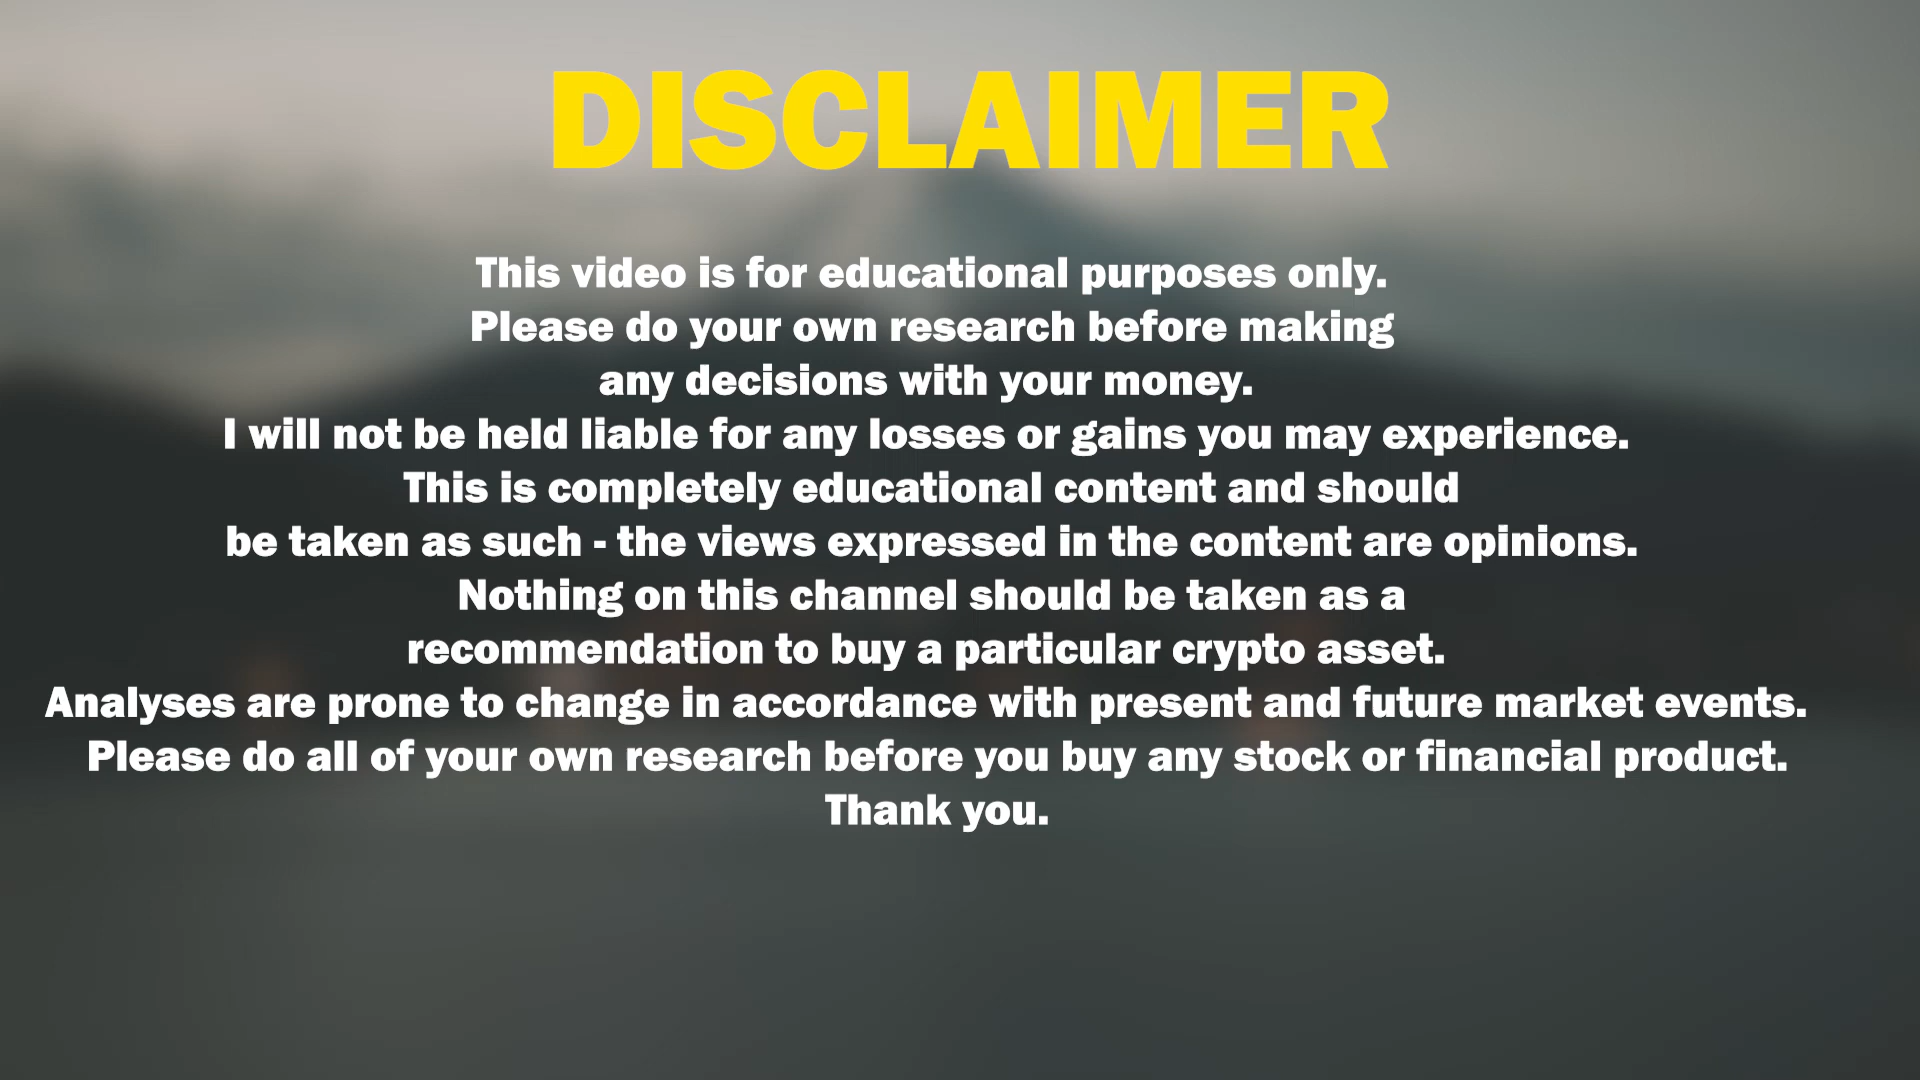 DISCLAIMER
This video is for educational purposes only.
Please do your own research before making
any decisions with your money.
I will not be held liable for any losses or gains you may experience.
This is completely educational content and should
be taken as such - the views expressed in the content are opinions.
Nothing on this channel should be taken as a
recommendation to buy a particular crypto asset.
Analyses are prone to change in accordance with present and future market events.
Please do all of your own research before you buy any stock or financial product.
Thank you.